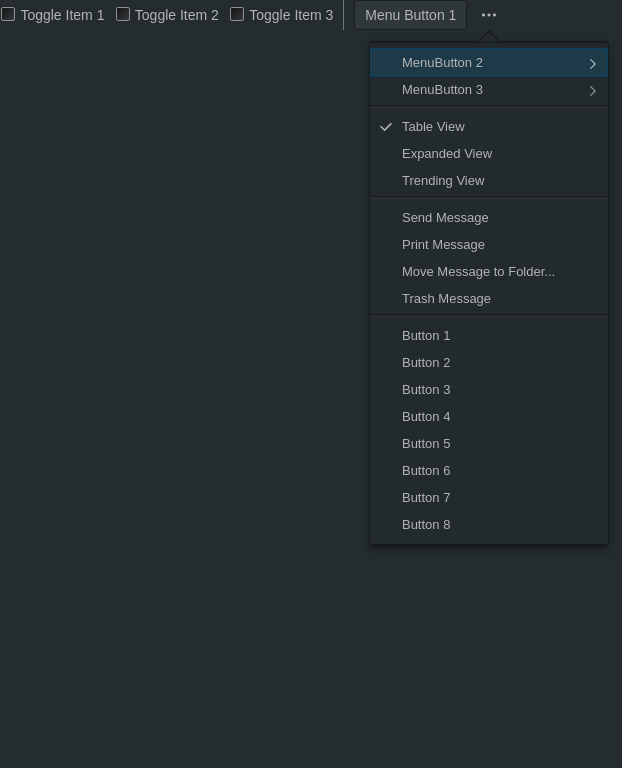 Toggle Item 1 Toggle Item 2 Toggle Item 3 Menu Button 1
MenuButton 2
MenuButton 3
Table View
Expanded View
Trending View
Send Message
Print Message
Move Message to Folder...
Trash Message
Button 1
Button 2
Button 3
Button 4
Button 5
Button 6
Button 7
Button 8